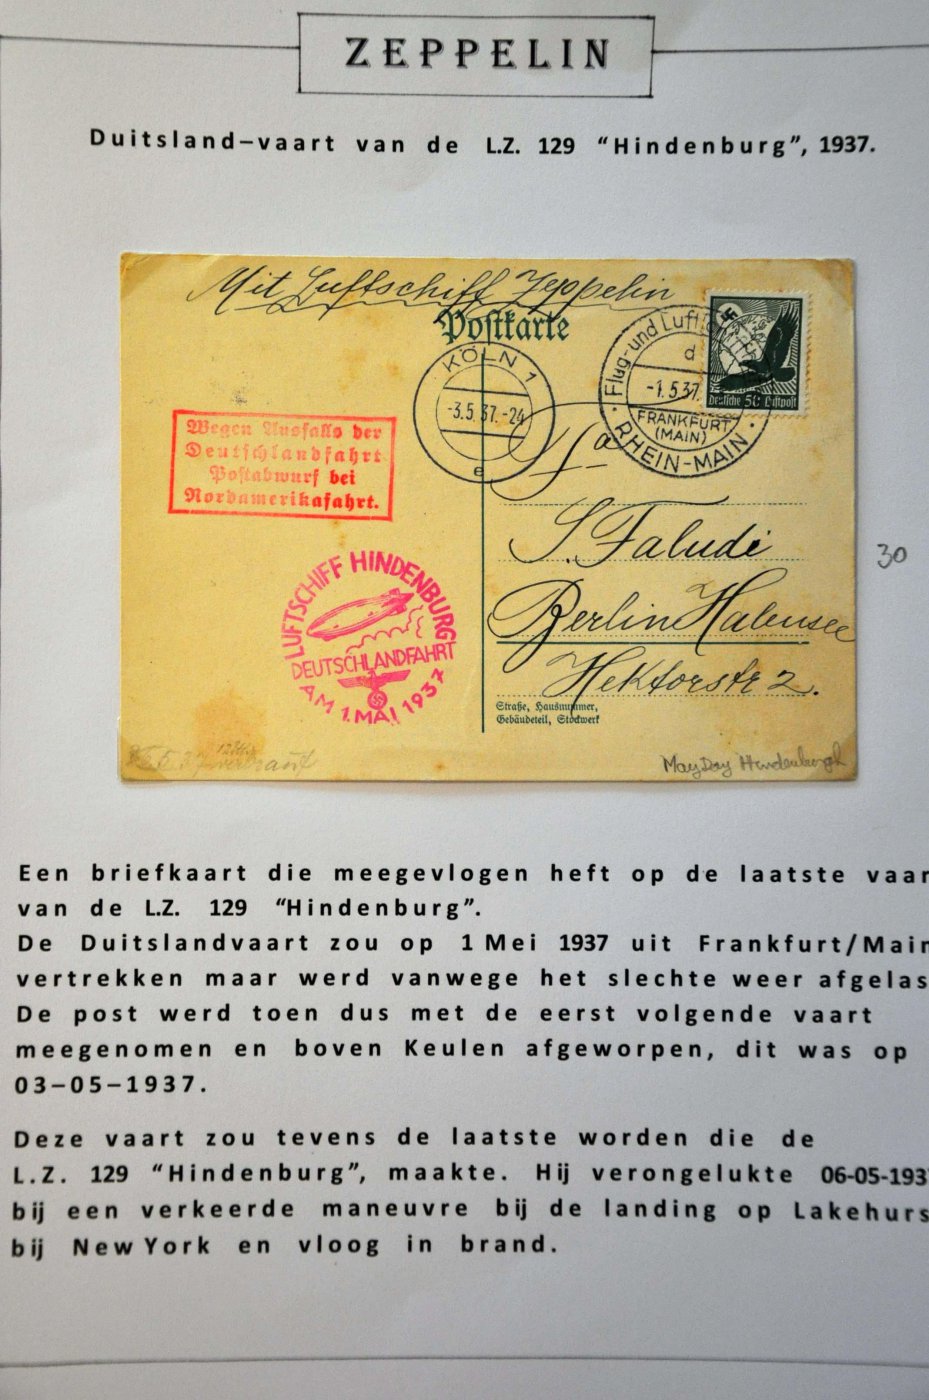 ZEPPELIN
Duitsland–vaart van de L.Z. 129 “Hindenburg”, 1937.
Mit Luftschiff Zeppelin
Postkarte
KÖLN 1
-3.5.37.-24
e
Flug- und Luft
d
-1.5.37.
FRANKFURT
(MAIN)
RHEIN-MAIN
Deutsche 50 Luftpost
Wegen Ausfalls der
Deutschlandfahrt
Postabwurf bei
Nordamerikafahrt.
Fa
S. Faludi
Berlin Halensee
Hektorstr 2.
LUFTSCHIFF HINDENBURG
DEUTSCHLANDFAHRT
AM 1. MAI 1937
Straße, Hausnummer,
Gebäudeteil, Stockwerk
30
MayDay Hindenburgh
Een briefkaart die meegevlogen heft op de laatste vaar
van de L.Z. 129 “Hindenburg”.
De Duitslandvaart zou op 1 Mei 1937 uit Frankfurt/Main
vertrekken maar werd vanwege het slechte weer afgelas
De post werd toen dus met de eerst volgende vaart
meegenomen en boven Keulen afgeworpen, dit was op
03–05–1937.
Deze vaart zou tevens de laatste worden die de
L.Z. 129 “Hindenburg”, maakte. Hij verongelukte 06-05-193
bij een verkeerde maneuvre bij de landing op Lakehurs
bij New York en vloog in brand.